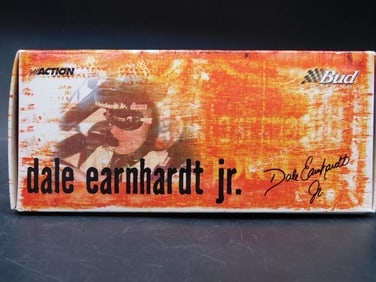 ACTION
Bud
dale earnhardt jr.
Dale Earnhardt
Jr.